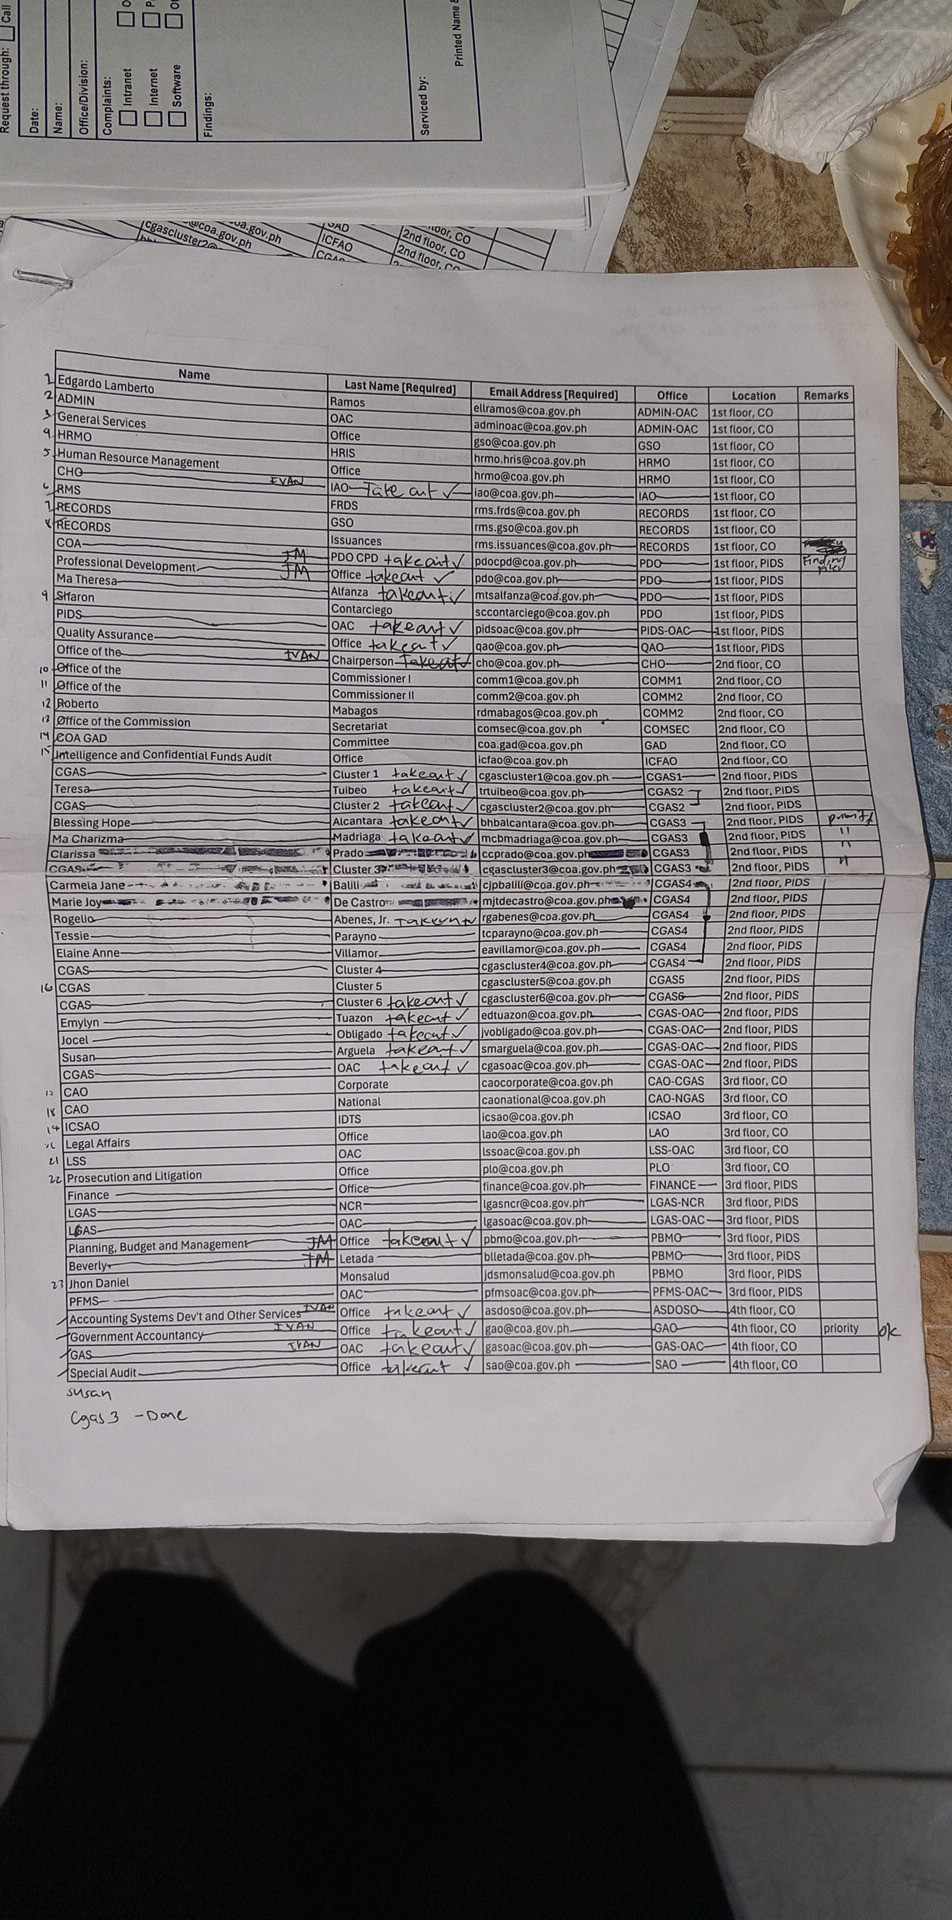 Request through: Call
Date:
Name:
Office/Division:
Complaints:
Intranet
Internet
Software
Findings:
Serviced by:
Printed Name
cgascluster2@
@coa.gov.ph
oa.gov.ph
GAD
ICFAO
2nd floor, CO
2nd floor, CO
Name Last Name [Required] Email Address [Required] Office Location Remarks
1 Edgardo Lamberto Ramos ellramos@coa.gov.ph ADMIN-OAC 1st floor, CO
2 ADMIN OAC adminoac@coa.gov.ph ADMIN-OAC 1st floor, CO
3 General Services Office gso@coa.gov.ph GSO 1st floor, CO
4 HRMO HRIS hrmo.hris@coa.gov.ph HRMO 1st floor, CO
5 Human Resource Management Office hrmo@coa.gov.ph HRMO 1st floor, CO
CHO IVAN IAO Take out ✓ iao@coa.gov.ph IAO 1st floor, CO
6 RMS FRDS rms.frds@coa.gov.ph RECORDS 1st floor, CO
7 RECORDS GSO rms.gso@coa.gov.ph RECORDS 1st floor, CO
8 RECORDS Issuances rms.issuances@coa.gov.ph RECORDS 1st floor, CO
COA JM PDO CPD takeout ✓ pdocpd@coa.gov.ph PDO 1st floor, PIDS Finding
Professional Development JM Office takeout ✓ pdo@coa.gov.ph PDO 1st floor, PIDS
Ma Theresa Alfanza takeout ✓ mtsalfanza@coa.gov.ph PDO 1st floor, PIDS
9 Sharon Contarciego sccontarciego@coa.gov.ph PDO 1st floor, PIDS
PIDS OAC takeout ✓ pidsoac@coa.gov.ph PIDS-OAC 1st floor, PIDS
Quality Assurance Office takeout ✓ qao@coa.gov.ph QAO 1st floor, PIDS
Office of the IVAN Chairperson Takeout ✓ cho@coa.gov.ph CHO 2nd floor, CO
10 Office of the Commissioner I comm1@coa.gov.ph COMM1 2nd floor, CO
11 Office of the Commissioner II comm2@coa.gov.ph COMM2 2nd floor, CO
12 Roberto Mabagos rdmabagos@coa.gov.ph COMM2 2nd floor, CO
13 Office of the Commission Secretariat comsec@coa.gov.ph COMSEC 2nd floor, CO
14 COA GAD Committee coa.gad@coa.gov.ph GAD 2nd floor, CO
15 Intelligence and Confidential Funds Audit Office icfao@coa.gov.ph ICFAO 2nd floor, CO
CGAS Cluster 1 takeout ✓ cgascluster1@coa.gov.ph CGAS1 2nd floor, PIDS
Teresa Tuibeo takeout ✓ trtuibeo@coa.gov.ph CGAS2 2nd floor, PIDS
CGAS Cluster 2 takeout ✓ cgascluster2@coa.gov.ph CGAS2 2nd floor, PIDS
Blessing Hope Alcantara takeout ✓ bhbalcantara@coa.gov.ph CGAS3 2nd floor, PIDS priority
Ma Charizma Madriaga takeout ✓ mcbmadriaga@coa.gov.ph CGAS3 2nd floor, PIDS "
Clarissa Prado ccprado@coa.gov.ph CGAS3 2nd floor, PIDS "
CGAS Cluster 3 cgascluster3@coa.gov.ph CGAS3 2nd floor, PIDS "
Carmela Jane Balili cjpbalili@coa.gov.ph CGAS4 2nd floor, PIDS
Marie Joy De Castro mjtdecastro@coa.gov.ph CGAS4 2nd floor, PIDS
Rogelio Abenes, Jr. Takeout rgabenes@coa.gov.ph CGAS4 2nd floor, PIDS
Tessie Parayno tcparayno@coa.gov.ph CGAS4 2nd floor, PIDS
Elaine Anne Villamor eavillamor@coa.gov.ph CGAS4 2nd floor, PIDS
CGAS Cluster 4 cgascluster4@coa.gov.ph CGAS4 2nd floor, PIDS
16 CGAS Cluster 5 cgascluster5@coa.gov.ph CGAS5 2nd floor, PIDS
CGAS Cluster 6 takeout ✓ cgascluster6@coa.gov.ph CGAS6 2nd floor, PIDS
Emylyn Tuazon takeout ✓ edtuazon@coa.gov.ph CGAS-OAC 2nd floor, PIDS
Jocel Obligado takeout ✓ jvobligado@coa.gov.ph CGAS-OAC 2nd floor, PIDS
Susan Arguela takeout ✓ smarguela@coa.gov.ph CGAS-OAC 2nd floor, PIDS
CGAS OAC takeout ✓ cgasoac@coa.gov.ph CGAS-OAC 2nd floor, PIDS
17 CAO Corporate caocorporate@coa.gov.ph CAO-CGAS 3rd floor, CO
18 CAO National caonational@coa.gov.ph CAO-NGAS 3rd floor, CO
19 ICSAO IDTS icsao@coa.gov.ph ICSAO 3rd floor, CO
Legal Affairs Office lao@coa.gov.ph LAO 3rd floor, CO
21 LSS OAC lssoac@coa.gov.ph LSS-OAC 3rd floor, CO
22 Prosecution and Litigation Office plo@coa.gov.ph PLO 3rd floor, CO
Finance Office finance@coa.gov.ph FINANCE 3rd floor, PIDS
LGAS NCR lgasncr@coa.gov.ph LGAS-NCR 3rd floor, PIDS
LGAS OAC lgasoac@coa.gov.ph LGAS-OAC 3rd floor, PIDS
Planning, Budget and Management JM Office takeout ✓ pbmo@coa.gov.ph PBMO 3rd floor, PIDS
Beverly JM Letada blletada@coa.gov.ph PBMO 3rd floor, PIDS
23 Jhon Daniel Monsalud jdsmonsalud@coa.gov.ph PBMO 3rd floor, PIDS
PFMS OAC pfmsoac@coa.gov.ph PFMS-OAC 3rd floor, PIDS
Accounting Systems Dev't and Other Services IVAN Office takeout ✓ asdoso@coa.gov.ph ASDOSO 4th floor, CO
Government Accountancy IVAN Office takeout ✓ gao@coa.gov.ph GAO 4th floor, CO priority ok
GAS IVAN OAC takeout ✓ gasoac@coa.gov.ph GAS-OAC 4th floor, CO
Special Audit Office takeout ✓ sao@coa.gov.ph SAO 4th floor, CO
susan
Cgas 3 - Done